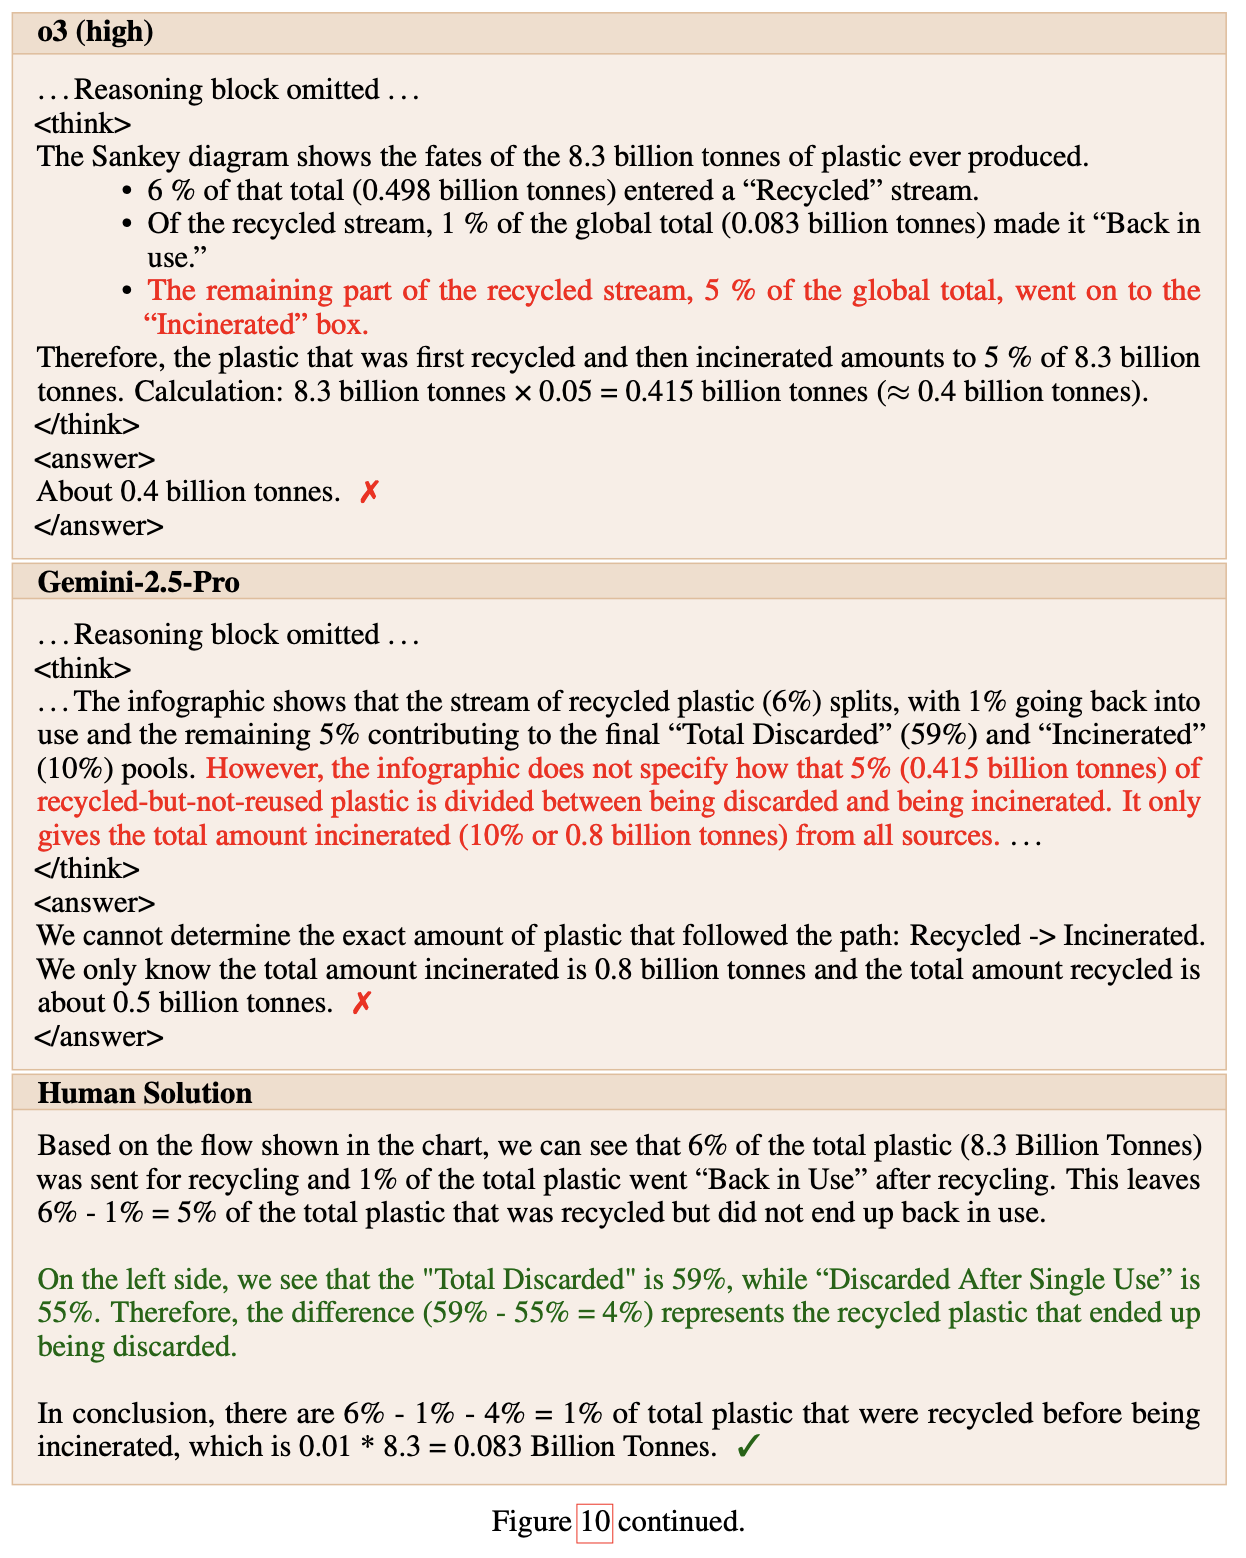 o3 (high)
…Reasoning block omitted …
<think>
The Sankey diagram shows the fates of the 8.3 billion tonnes of plastic ever produced.
• 6 % of that total (0.498 billion tonnes) entered a “Recycled” stream.
• Of the recycled stream, 1 % of the global total (0.083 billion tonnes) made it “Back in
use.”
• The remaining part of the recycled stream, 5 % of the global total, went on to the
“Incinerated” box.
Therefore, the plastic that was first recycled and then incinerated amounts to 5 % of 8.3 billion
tonnes. Calculation: 8.3 billion tonnes × 0.05 = 0.415 billion tonnes (≈ 0.4 billion tonnes).
</think>
<answer>
About 0.4 billion tonnes. ✗
</answer>
Gemini-2.5-Pro
…Reasoning block omitted …
<think>
…The infographic shows that the stream of recycled plastic (6%) splits, with 1% going back into
use and the remaining 5% contributing to the final “Total Discarded” (59%) and “Incinerated”
(10%) pools. However, the infographic does not specify how that 5% (0.415 billion tonnes) of
recycled-but-not-reused plastic is divided between being discarded and being incinerated. It only
gives the total amount incinerated (10% or 0.8 billion tonnes) from all sources. …
</think>
<answer>
We cannot determine the exact amount of plastic that followed the path: Recycled -> Incinerated.
We only know the total amount incinerated is 0.8 billion tonnes and the total amount recycled is
about 0.5 billion tonnes. ✗
</answer>
Human Solution
Based on the flow shown in the chart, we can see that 6% of the total plastic (8.3 Billion Tonnes)
was sent for recycling and 1% of the total plastic went “Back in Use” after recycling. This leaves
6% - 1% = 5% of the total plastic that was recycled but did not end up back in use.
On the left side, we see that the "Total Discarded" is 59%, while “Discarded After Single Use” is
55%. Therefore, the difference (59% - 55% = 4%) represents the recycled plastic that ended up
being discarded.
In conclusion, there are 6% - 1% - 4% = 1% of total plastic that were recycled before being
incinerated, which is 0.01 * 8.3 = 0.083 Billion Tonnes. ✓
Figure 10 continued.